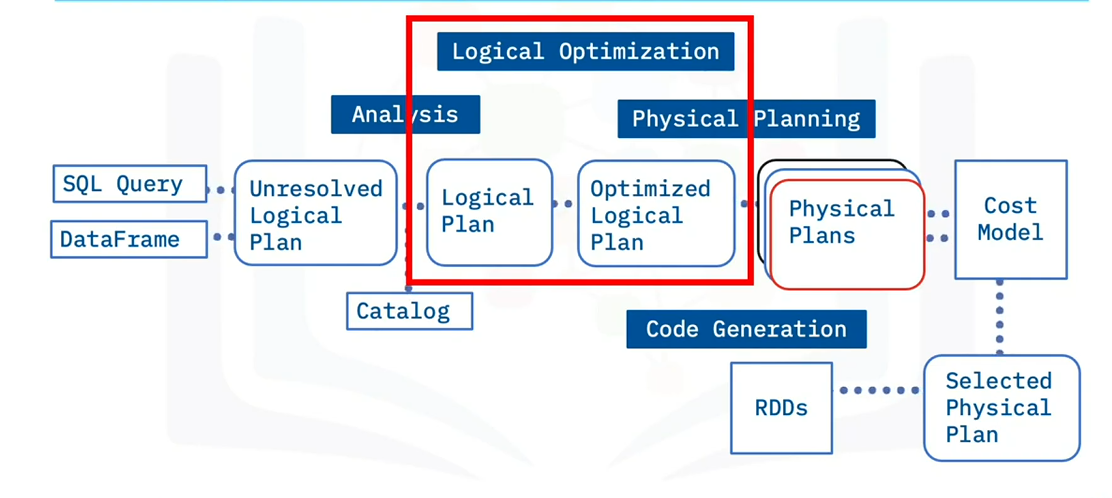 Logical Optimization
Analysis
Physical Planning
SQL Query
DataFrame
Unresolved
Logical
Plan
Logical
Plan
Optimized
Logical
Plan
Physical
Plans
Cost
Model
Catalog
Code Generation
RDDs
Selected
Physical
Plan